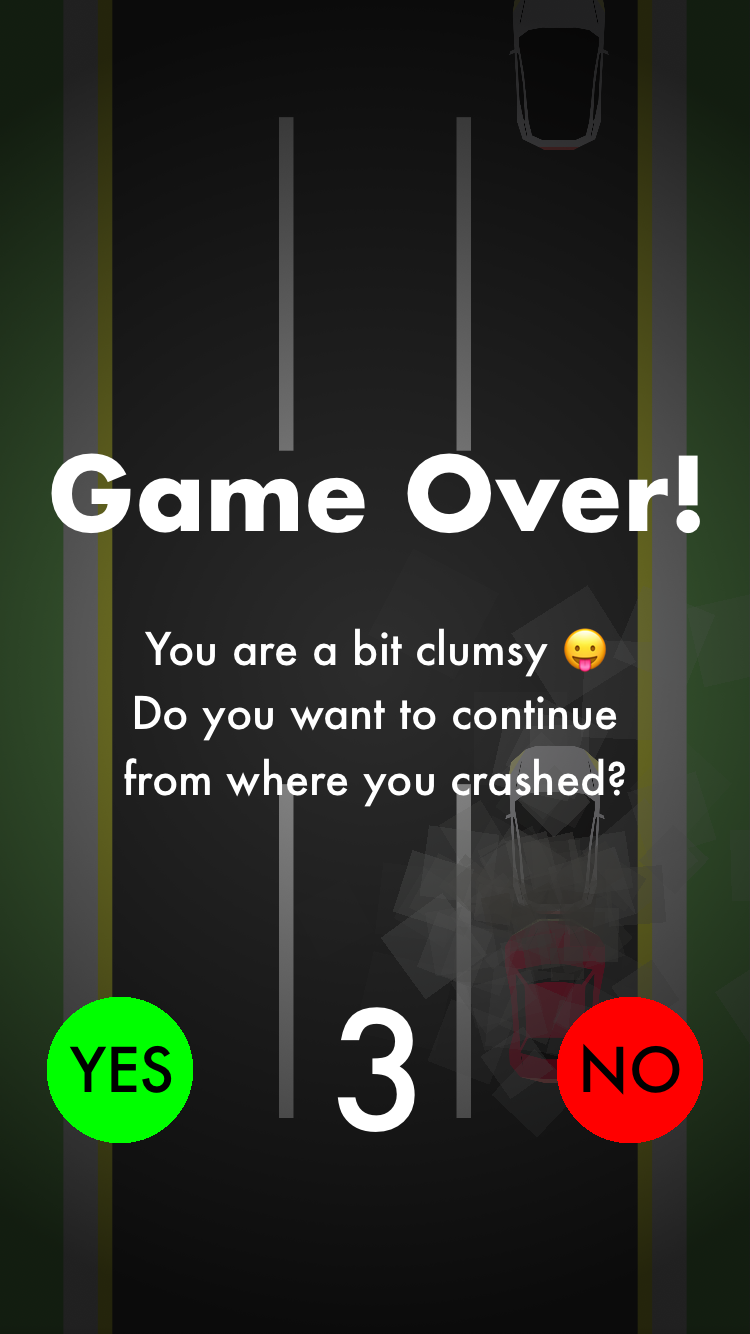 Game Over!
You are a bit clumsy 😛
Do you want to continue
from where you crashed?
YES
3
NO